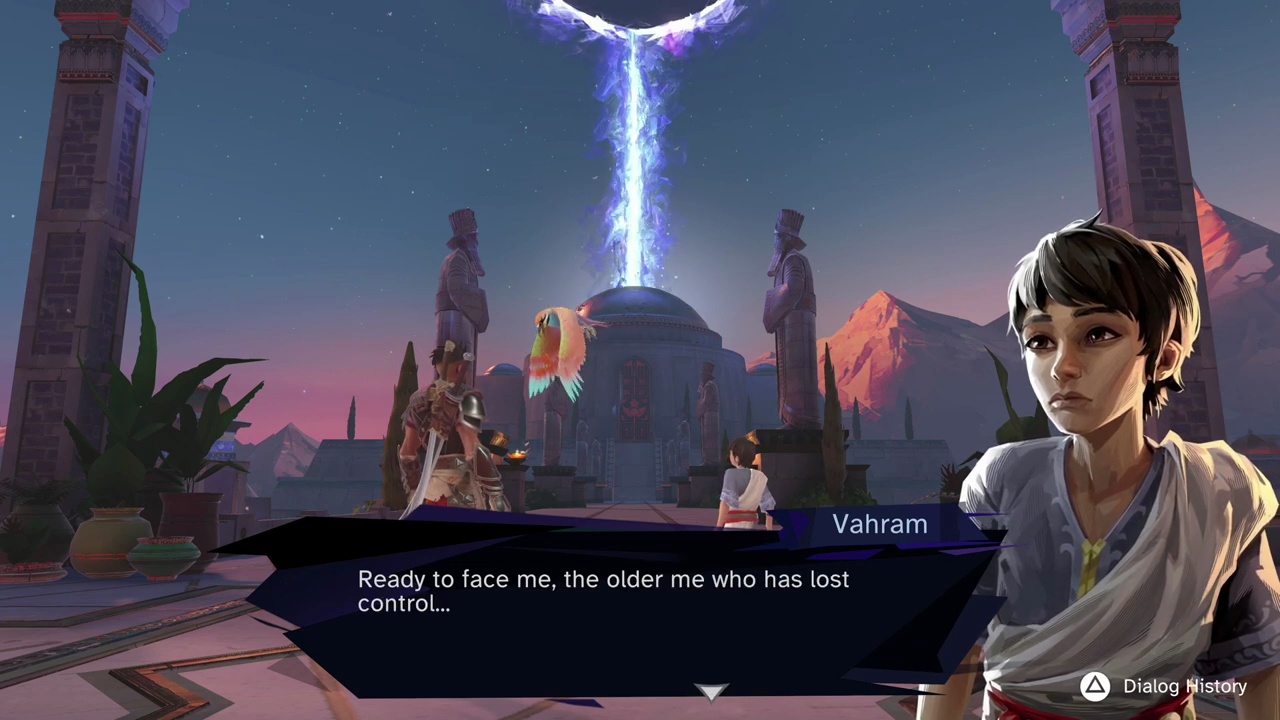 Vahram
Ready to face me, the older me who has lost
control...
Dialog History